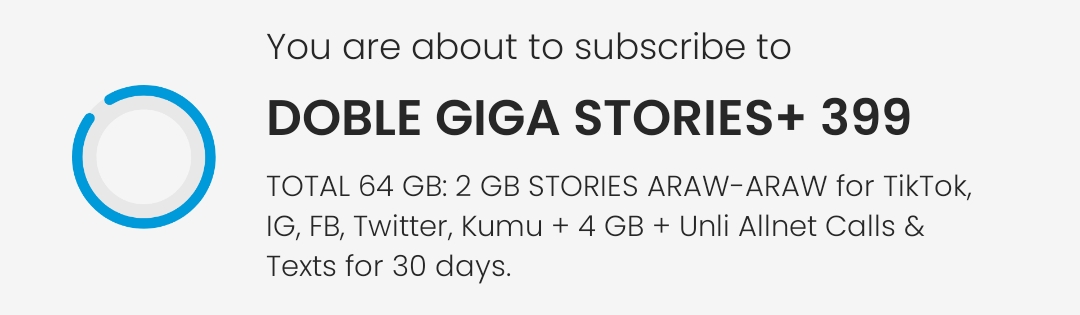 You are about to subscribe to
DOBLE GIGA STORIES+ 399
TOTAL 64 GB: 2 GB STORIES ARAW-ARAW for TikTok,
IG, FB, Twitter, Kumu + 4 GB + Unli Allnet Calls &
Texts for 30 days.